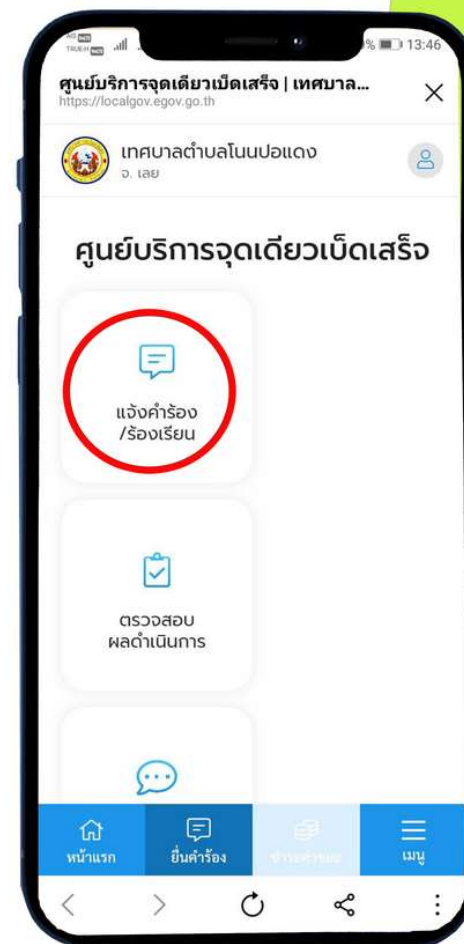 TRUE-H
% 13:46
ศูนย์บริการจุดเดียวเบ็ดเสร็จ | เทศบาล...
https://localgov.egov.go.th
เทศบาลตำบลโนนปอแดง
จ. เลย
ศูนย์บริการจุดเดียวเบ็ดเสร็จ
แจ้งคำร้อง
/ร้องเรียน
ตรวจสอบ
ผลดำเนินการ
หน้าแรก
ยื่นคำร้อง
เมนู